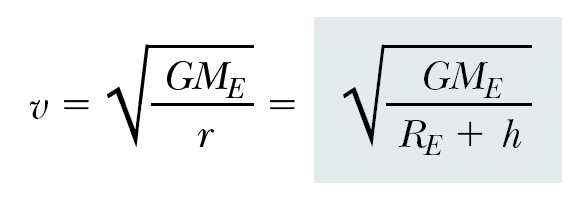 v = √(GM_E / r) = √(GM_E / (R_E + h))